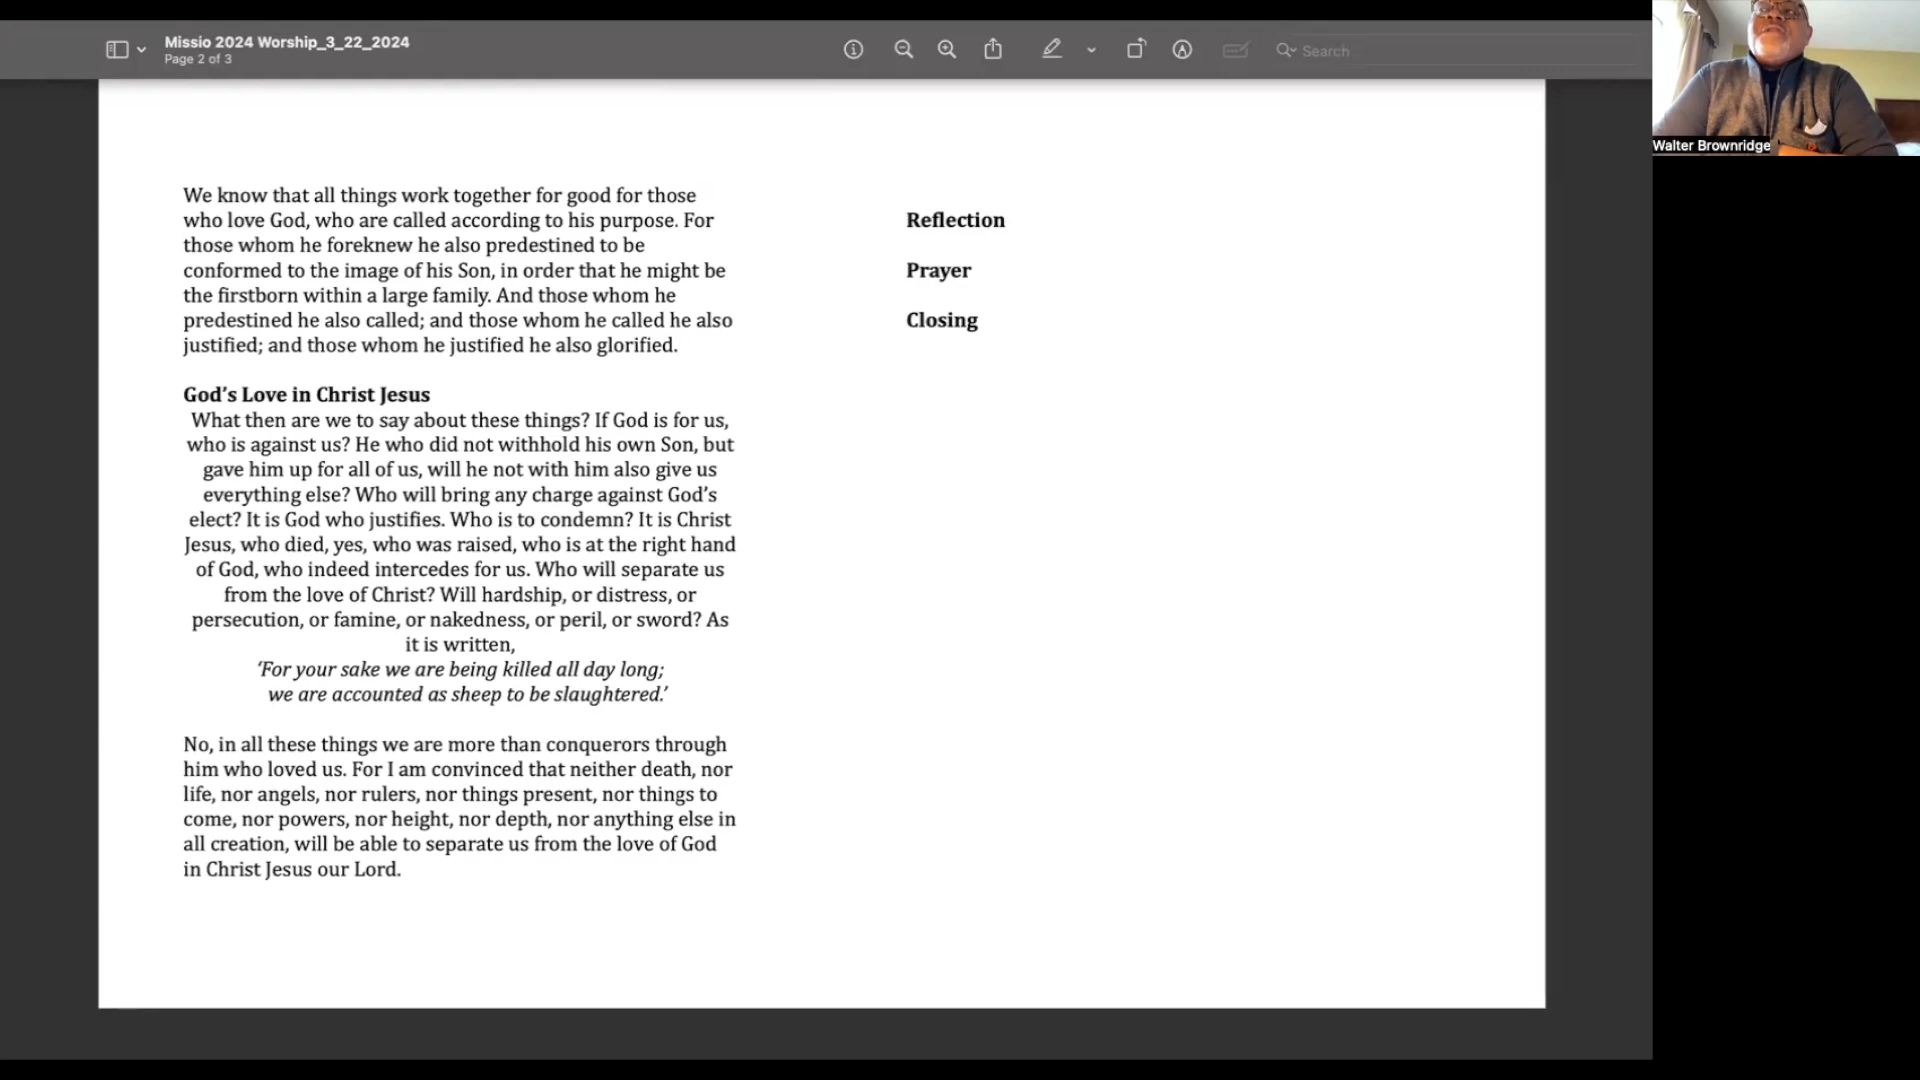 Missio 2024 Worship_3_22_2024
Page 2 of 3
Search
Walter Brownridge
We know that all things work together for good for those
who love God, who are called according to his purpose. For
those whom he foreknew he also predestined to be
conformed to the image of his Son, in order that he might be
the firstborn within a large family. And those whom he
predestined he also called; and those whom he called he also
justified; and those whom he justified he also glorified.
God’s Love in Christ Jesus
What then are we to say about these things? If God is for us,
who is against us? He who did not withhold his own Son, but
gave him up for all of us, will he not with him also give us
everything else? Who will bring any charge against God’s
elect? It is God who justifies. Who is to condemn? It is Christ
Jesus, who died, yes, who was raised, who is at the right hand
of God, who indeed intercedes for us. Who will separate us
from the love of Christ? Will hardship, or distress, or
persecution, or famine, or nakedness, or peril, or sword? As
it is written,
‘For your sake we are being killed all day long;
we are accounted as sheep to be slaughtered.’
No, in all these things we are more than conquerors through
him who loved us. For I am convinced that neither death, nor
life, nor angels, nor rulers, nor things present, nor things to
come, nor powers, nor height, nor depth, nor anything else in
all creation, will be able to separate us from the love of God
in Christ Jesus our Lord.
Reflection
Prayer
Closing